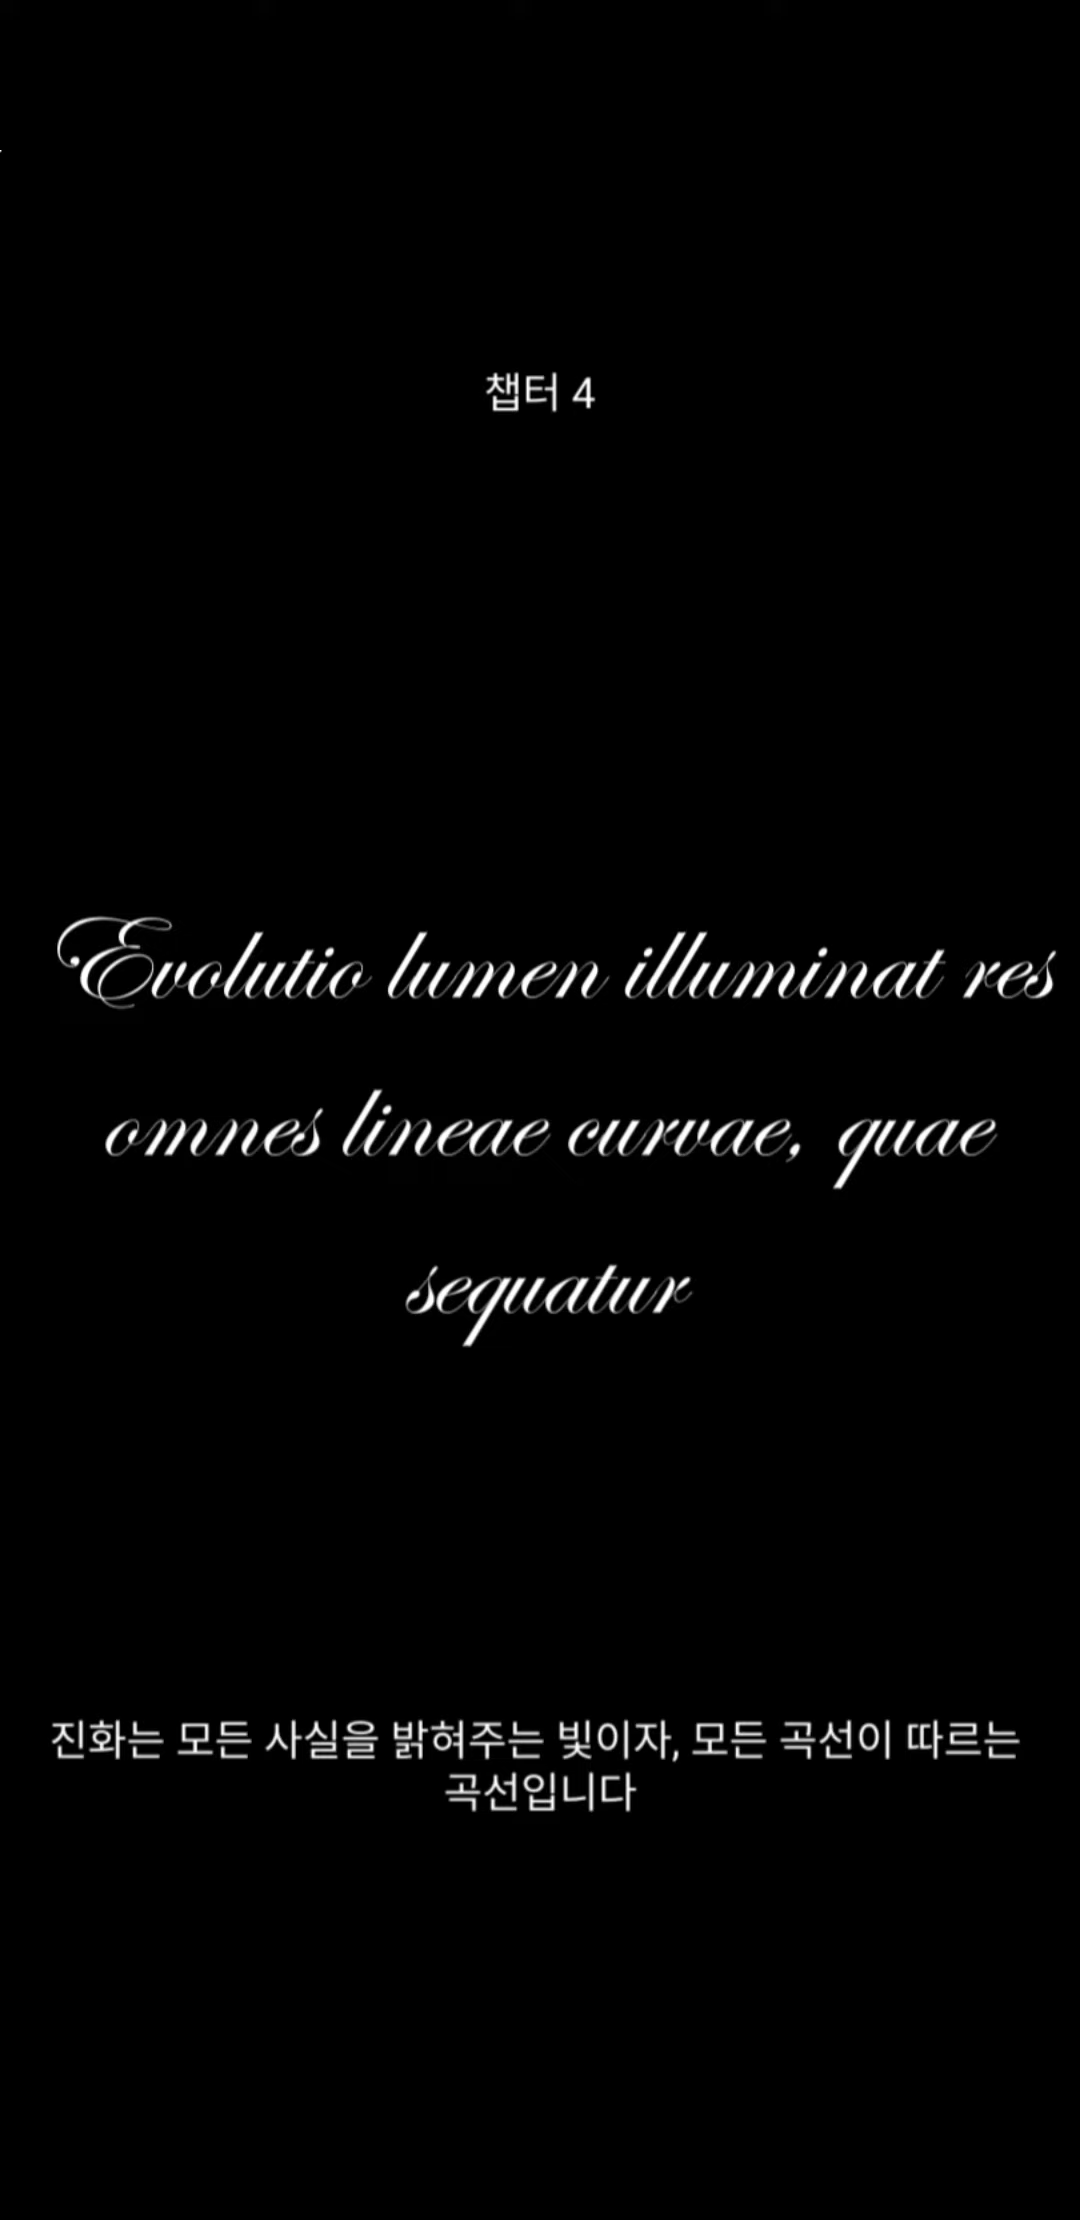 챕터 4
Evolutio lumen illuminat res
omnes lineae curvae, quae
sequatur
진화는 모든 사실을 밝혀주는 빛이자, 모든 곡선이 따르는
곡선입니다